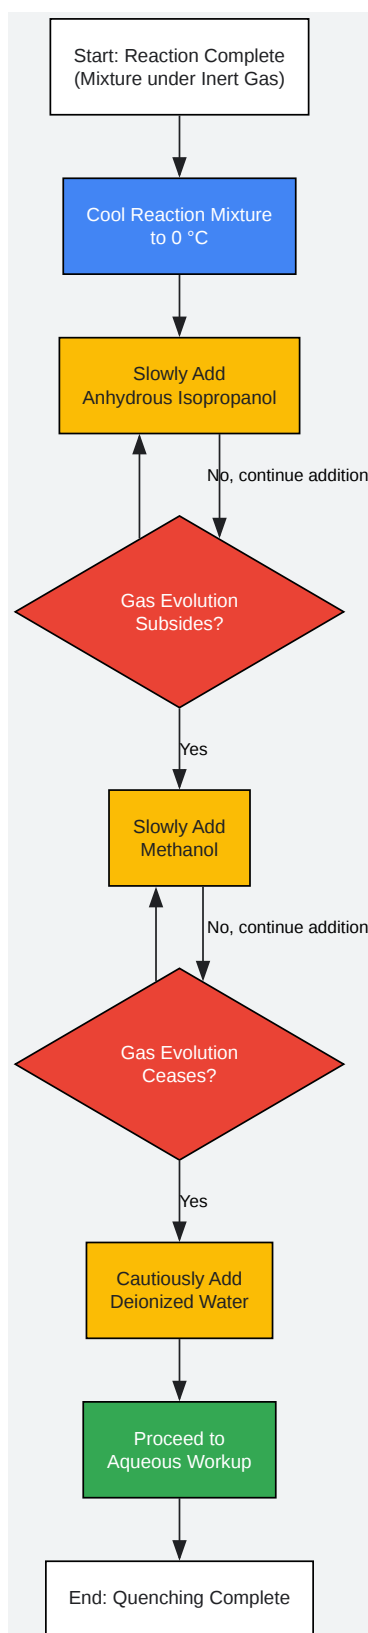 Start: Reaction Complete
(Mixture under Inert Gas)
Cool Reaction Mixture
to 0 °C
Slowly Add
Anhydrous Isopropanol
No, continue addition
Gas Evolution
Subsides?
Yes
Slowly Add
Methanol
No, continue addition
Gas Evolution
Ceases?
Yes
Cautiously Add
Deionized Water
Proceed to
Aqueous Workup
End: Quenching Complete